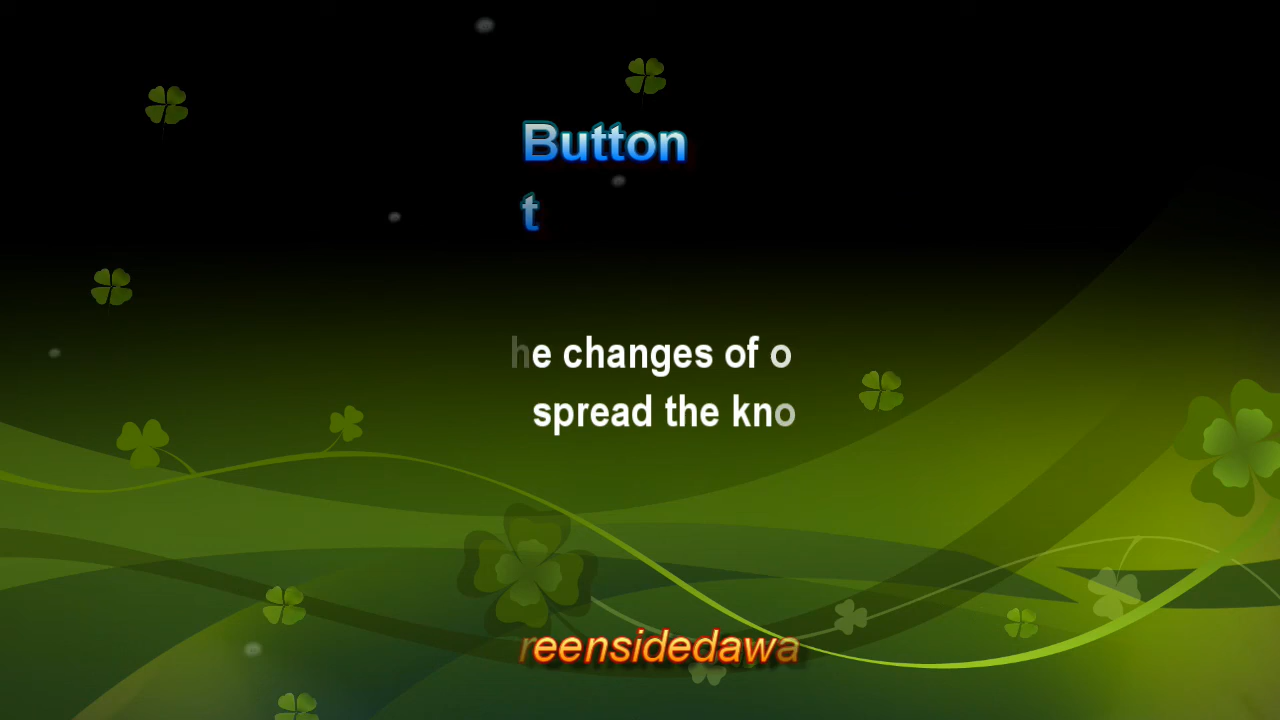 Button
t
he changes of o
spread the kno
reensidedawa